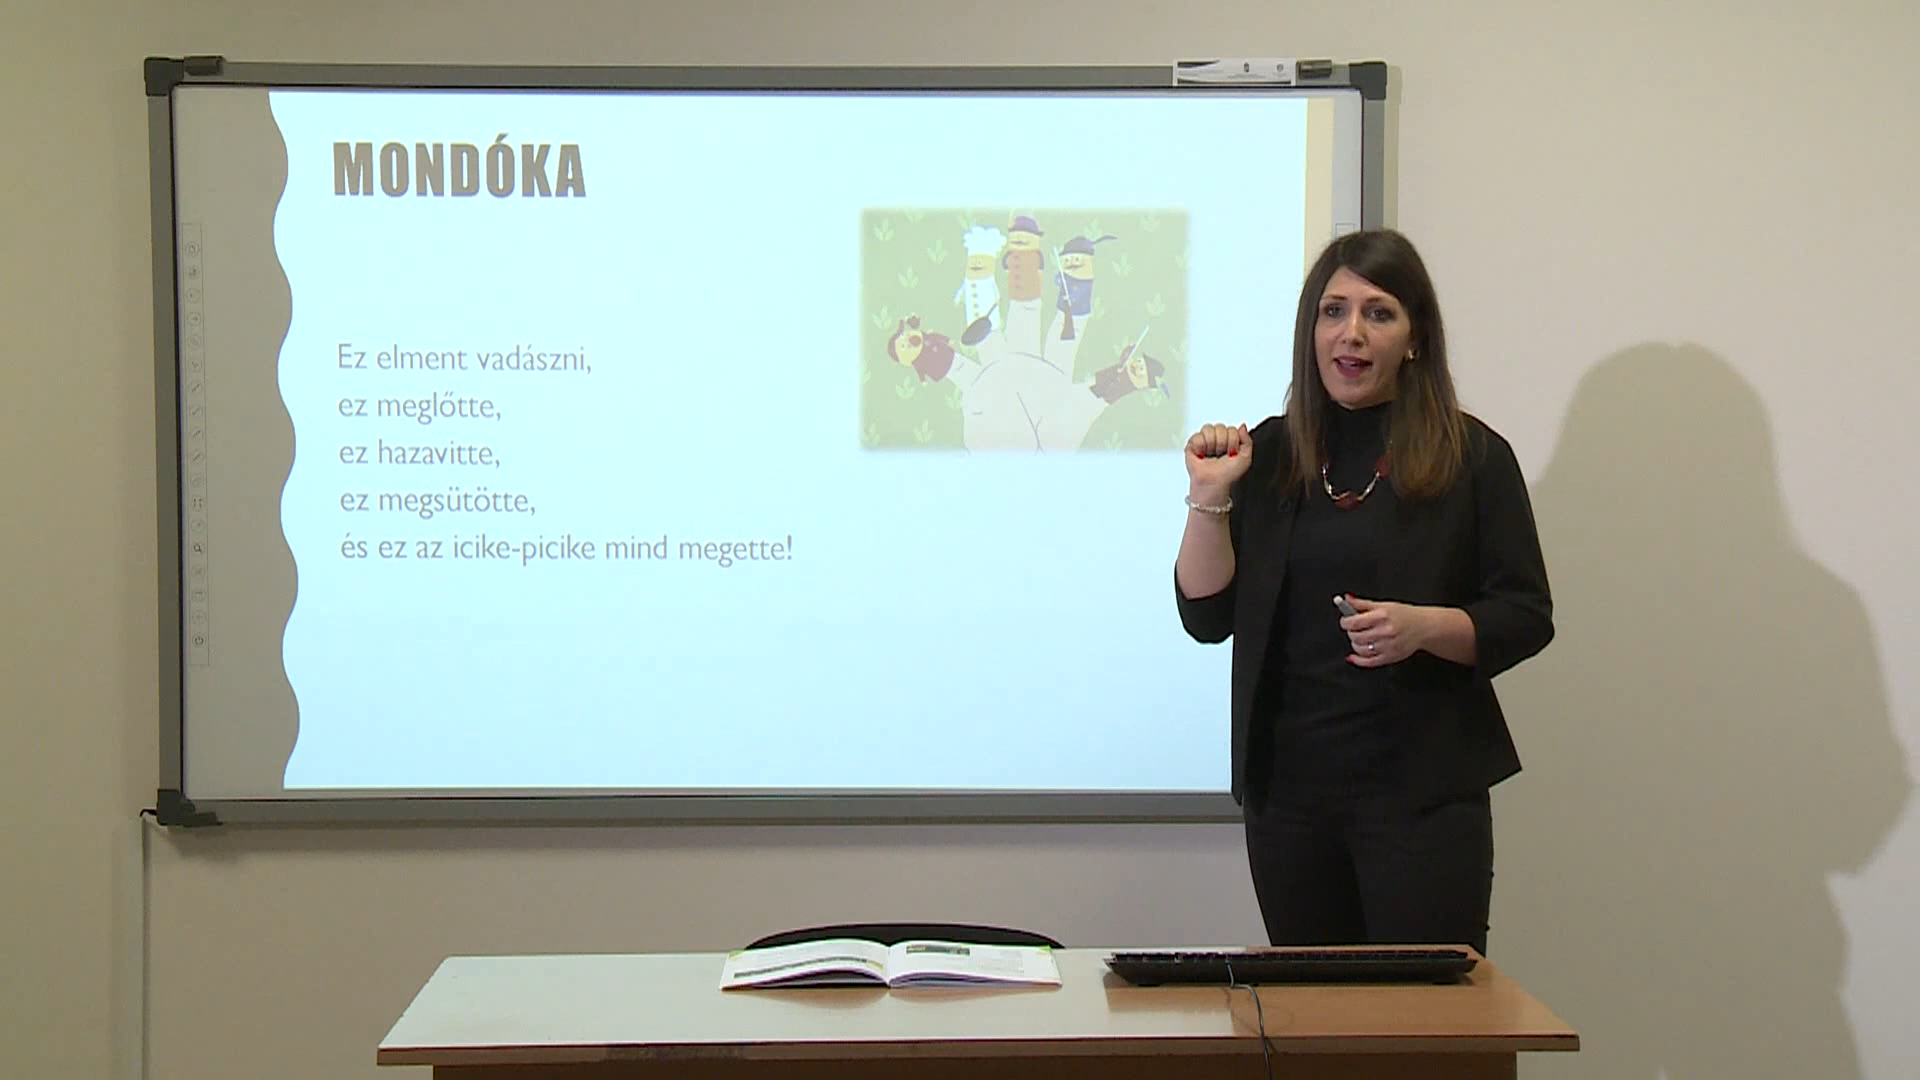 MONDÓKA
Ez elment vadászni,
ez meglőtte,
ez hazavitte,
ez megsütötte,
és ez az icike-picike mind megette!